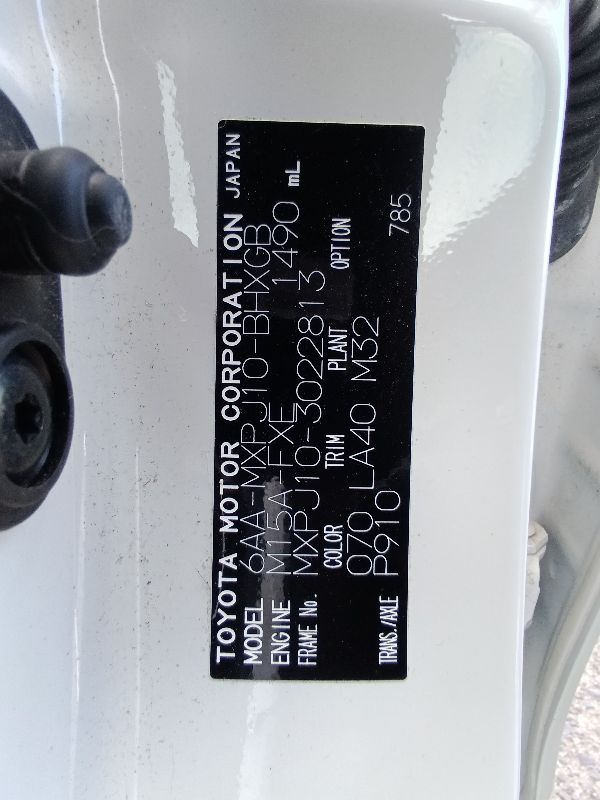 TOYOTA MOTOR CORPORATION JAPAN
MODEL 6AA-MXPJ10-BHXGB
ENGINE M15A-FXE 1490 mL
FRAME No. MXPJ10-3022813
COLOR TRIM PLANT OPTION
070 LA40 M32
TRANS./AXLE P910 785